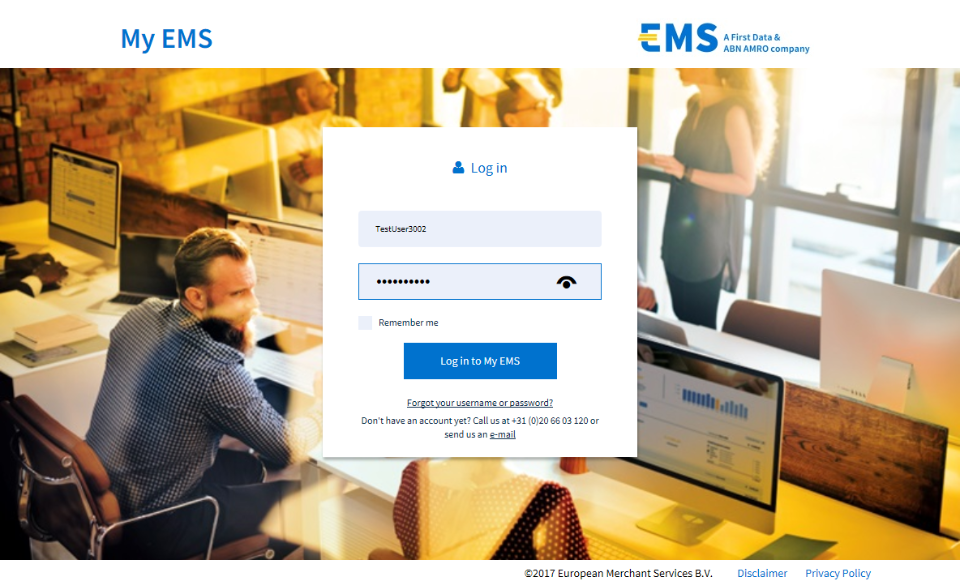 My EMS
EMS
A First Data &
ABN AMRO company
Log in
TestUser3002
••••••••••
Remember me
Log in to My EMS
Forgot your username or password?
Don't have an account yet? Call us at +31 (0)20 66 03 120 or
send us an e-mail
©2017 European Merchant Services B.V.
Disclaimer
Privacy Policy